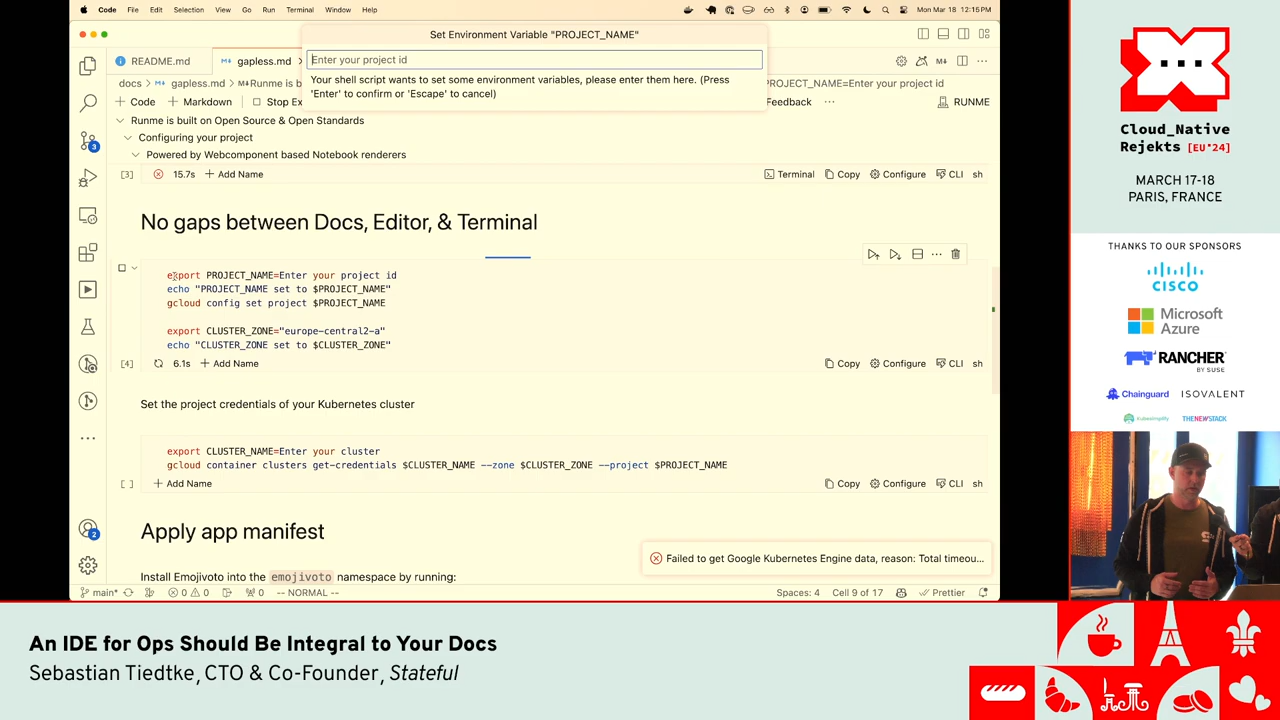 Code File Edit Selection View Go Run Terminal Window Help
Mon Mar 18 12:15 PM
Set Environment Variable "PROJECT_NAME"
Enter your project id
Your shell script wants to set some environment variables, please enter them here. (Press
'Enter' to confirm or 'Escape' to cancel)
README.md
gapless.md
docs > gapless.md > Runme is b
PROJECT_NAME=Enter your project id
Code + Markdown Stop Ex
Feedback ... RUNME
Runme is built on Open Source & Open Standards
Configuring your project
Powered by Webcomponent based Notebook renderers
[3] 15.7s + Add Name Terminal Copy Configure CLI sh
No gaps between Docs, Editor, & Terminal
export PROJECT_NAME=Enter your project id
echo "PROJECT_NAME set to $PROJECT_NAME"
gcloud config set project $PROJECT_NAME
export CLUSTER_ZONE="europe-central2-a"
echo "CLUSTER_ZONE set to $CLUSTER_ZONE"
[4] 6.1s + Add Name Copy Configure CLI sh
Set the project credentials of your Kubernetes cluster
export CLUSTER_NAME=Enter your cluster
gcloud container clusters get-credentials $CLUSTER_NAME --zone $CLUSTER_ZONE --project $PROJECT_NAME
[ ] + Add Name Copy Configure CLI sh
Apply app manifest
Install Emojivoto into the emojivoto namespace by running:
Failed to get Google Kubernetes Engine data, reason: Total timeou...
3
2
main* 0 0 0 -- NORMAL -- Spaces: 4 Cell 9 of 17 Prettier
Cloud_Native
Rejekts [EU'24]
MARCH 17-18
PARIS, FRANCE
THANKS TO OUR SPONSORS
CISCO
Microsoft
Azure
RANCHER
BY SUSE
Chainguard ISOVALENT
Kubesimplify THENEWSTACK
An IDE for Ops Should Be Integral to Your Docs
Sebastian Tiedtke, CTO & Co-Founder, Stateful